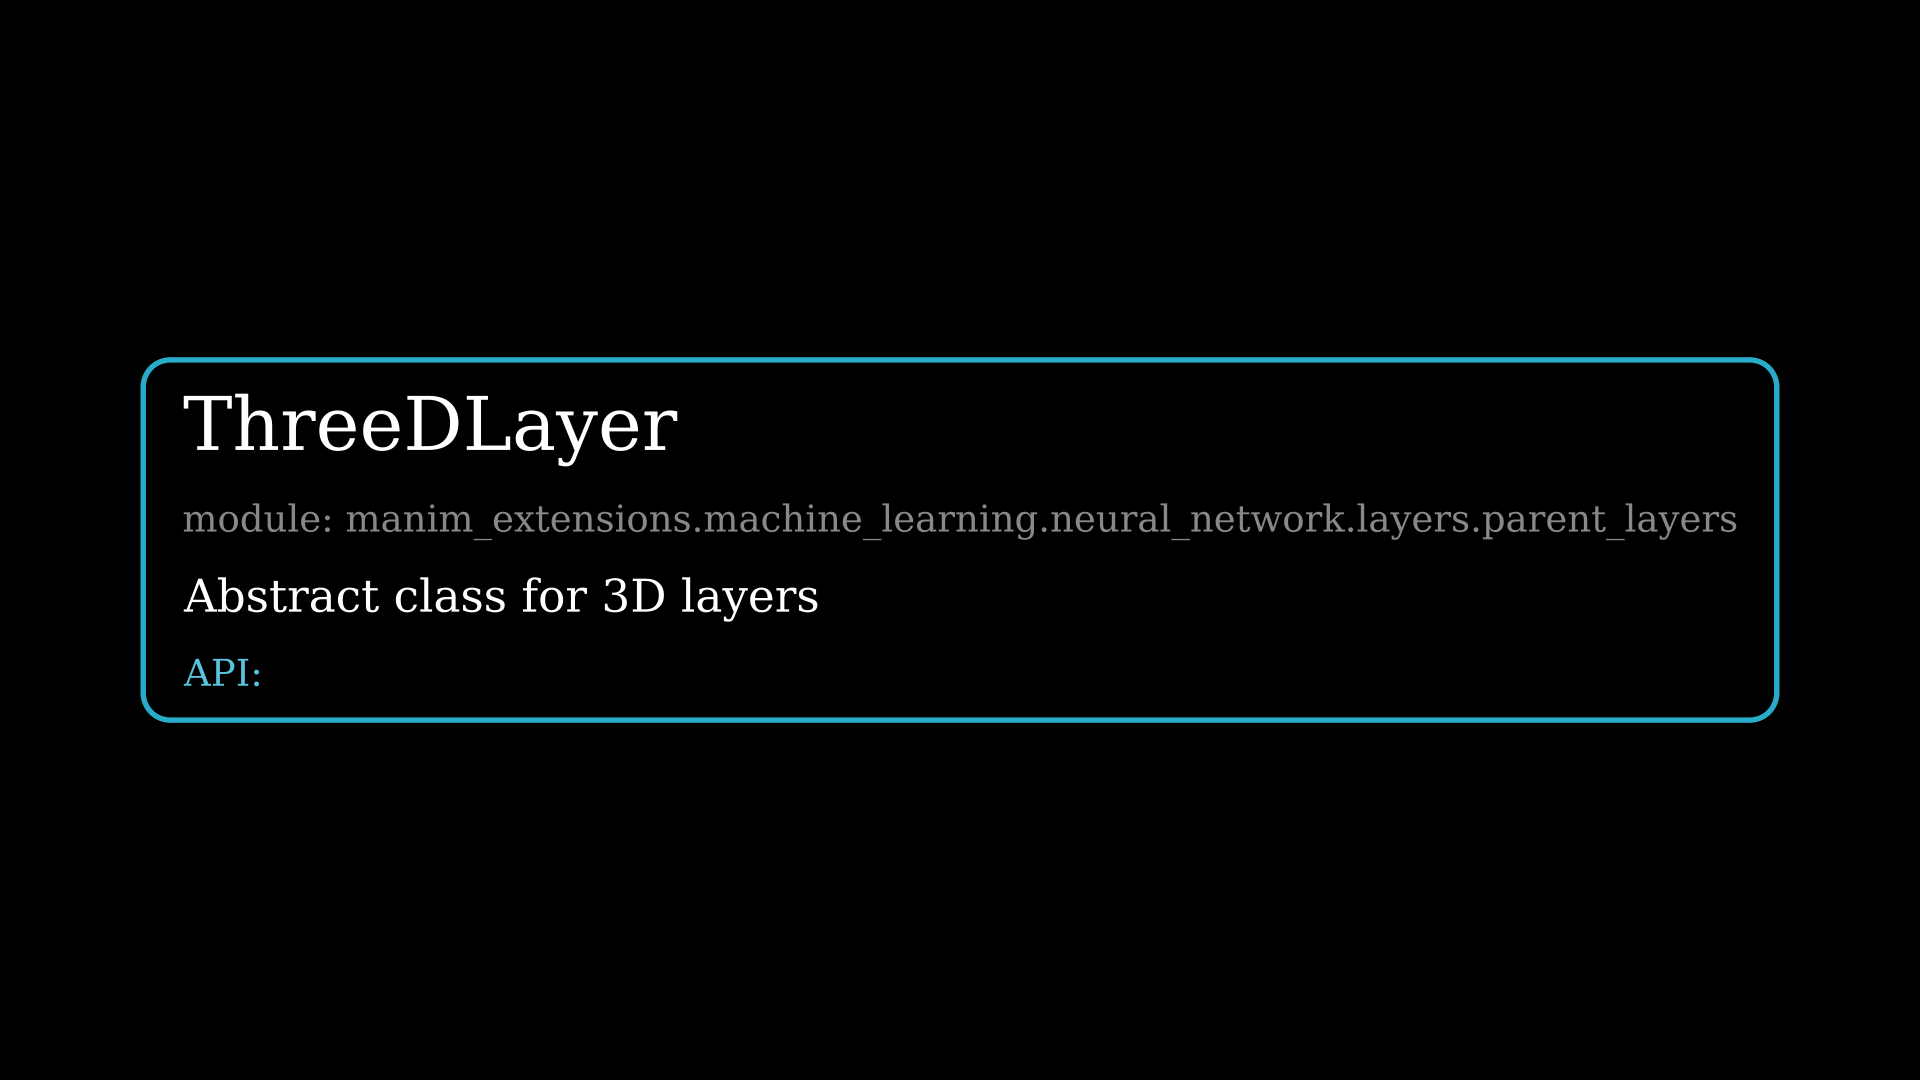 ThreeDLayer
module: manim_extensions.machine_learning.neural_network.layers.parent_layers
Abstract class for 3D layers
API: